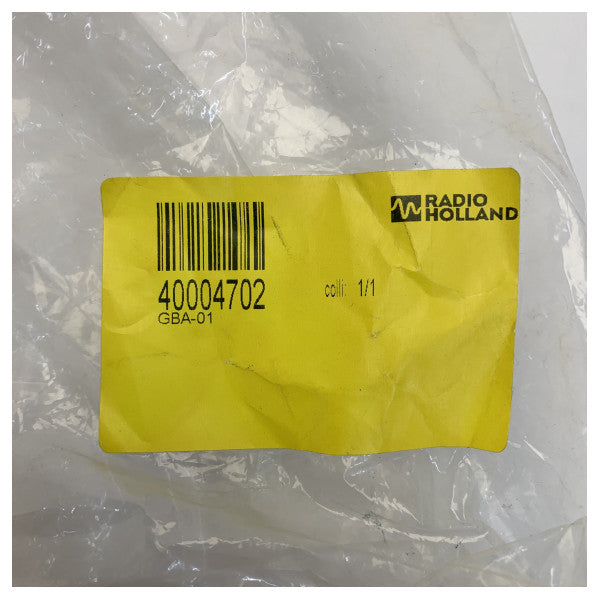 RADIO
HOLLAND
40004702
colli: 1/1
GBA-01